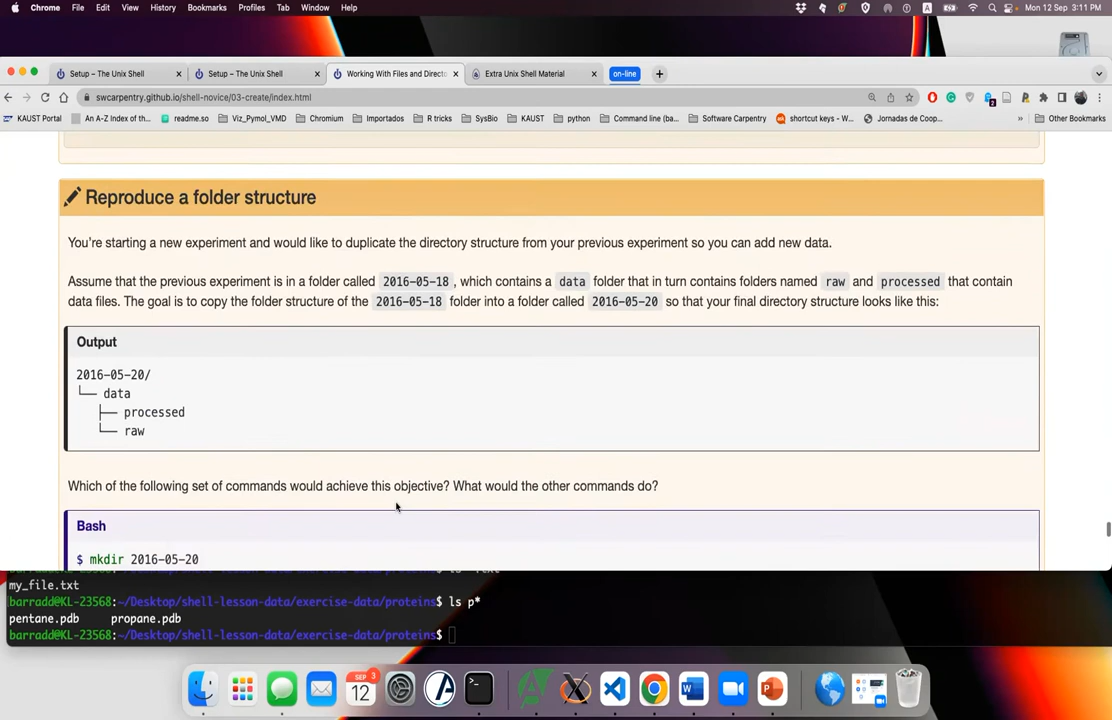 Chrome File Edit View History Bookmarks Profiles Tab Window Help A Mon 12 Sep 3:11 PM
Setup – The Unix Shell × Setup – The Unix Shell × Working With Files and Directo × Extra Unix Shell Material × on-line +
swcarpentry.github.io/shell-novice/03-create/index.html
KAUST Portal An A-Z Index of th... readme.so Viz_Pymol_VMD Chromium Importados R tricks SysBio KAUST python Command line (ba... Software Carpentry shortcut keys - W... Jornadas de Coop... » Other Bookmarks
Reproduce a folder structure
You're starting a new experiment and would like to duplicate the directory structure from your previous experiment so you can add new data.
Assume that the previous experiment is in a folder called 2016-05-18, which contains a data folder that in turn contains folders named raw and processed that contain
data files. The goal is to copy the folder structure of the 2016-05-18 folder into a folder called 2016-05-20 so that your final directory structure looks like this:
Output
2016-05-20/
└── data
├── processed
└── raw
Which of the following set of commands would achieve this objective? What would the other commands do?
Bash
$ mkdir 2016-05-20
my_file.txt
barradd@KL-23568:~/Desktop/shell-lesson-data/exercise-data/proteins$ ls p*
pentane.pdb propane.pdb
barradd@KL-23568:~/Desktop/shell-lesson-data/exercise-data/proteins$
SEP 3
12